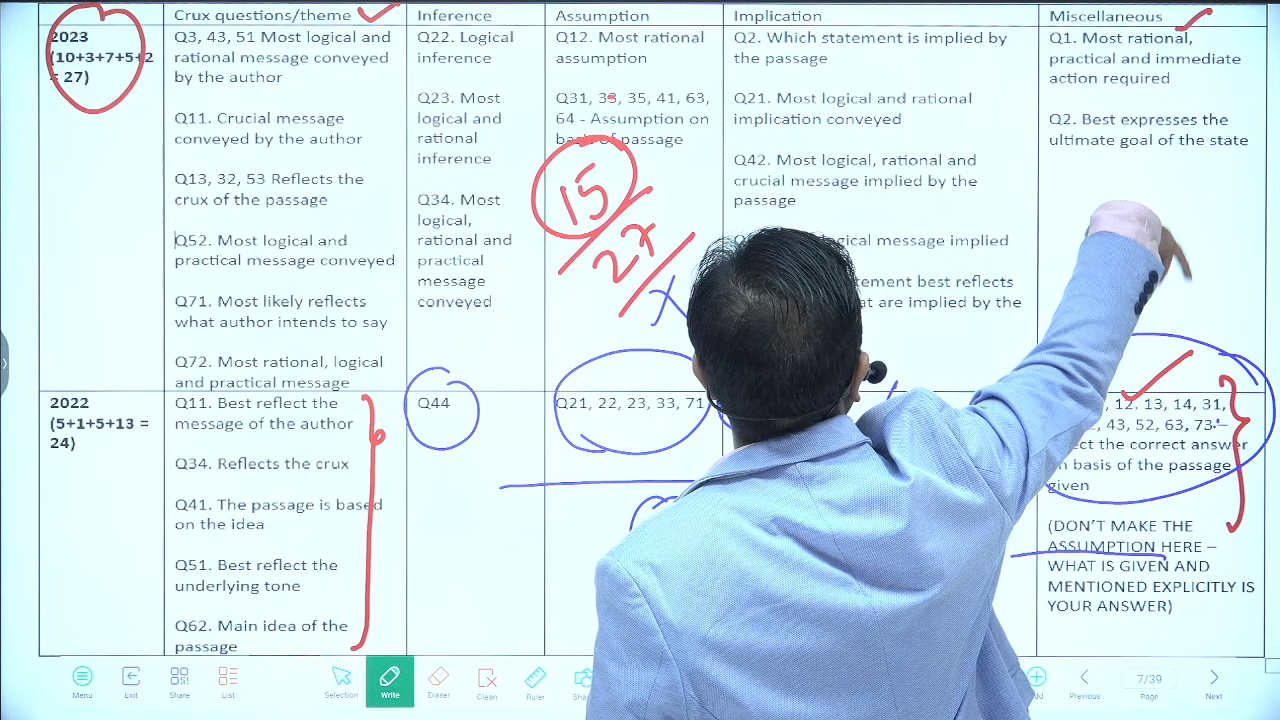 Crux questions/theme
Inference
Assumption
Implication
Miscellaneous
2023
(10+3+7+5+2
= 27)
Q3, 43, 51 Most logical and
rational message conveyed
by the author
Q11. Crucial message
conveyed by the author
Q13, 32, 53 Reflects the
crux of the passage
Q52. Most logical and
practical message conveyed
Q71. Most likely reflects
what author intends to say
Q72. Most rational, logical
and practical message
Q22. Logical
inference
Q23. Most
logical and
rational
inference
Q34. Most
logical,
rational and
practical
message
conveyed
Q12. Most rational
assumption
Q31, 33, 35, 41, 63,
64 - Assumption on
basis of passage
15
27
Q2. Which statement is implied by
the passage
Q21. Most logical and rational
implication conveyed
Q42. Most logical, rational and
crucial message implied by the
passage
message implied
best reflects
are implied by the
Q1. Most rational,
practical and immediate
action required
Q2. Best expresses the
ultimate goal of the state
2022
(5+1+5+13 =
24)
Q11. Best reflect the
message of the author
Q34. Reflects the crux
Q41. The passage is based
on the idea
Q51. Best reflect the
underlying tone
Q62. Main idea of the
passage
Q44
Q21, 22, 23, 33, 71
12. 13, 14, 31,
43, 52, 63, 73 –
the correct answer
basis of the passage
given
(DON'T MAKE THE
ASSUMPTION HERE –
WHAT IS GIVEN AND
MENTIONED EXPLICITLY IS
YOUR ANSWER)
Menu
Exit
Share
List
Selection
Write
Eraser
Clean
Ruler
Previous
7/39
Page
Next